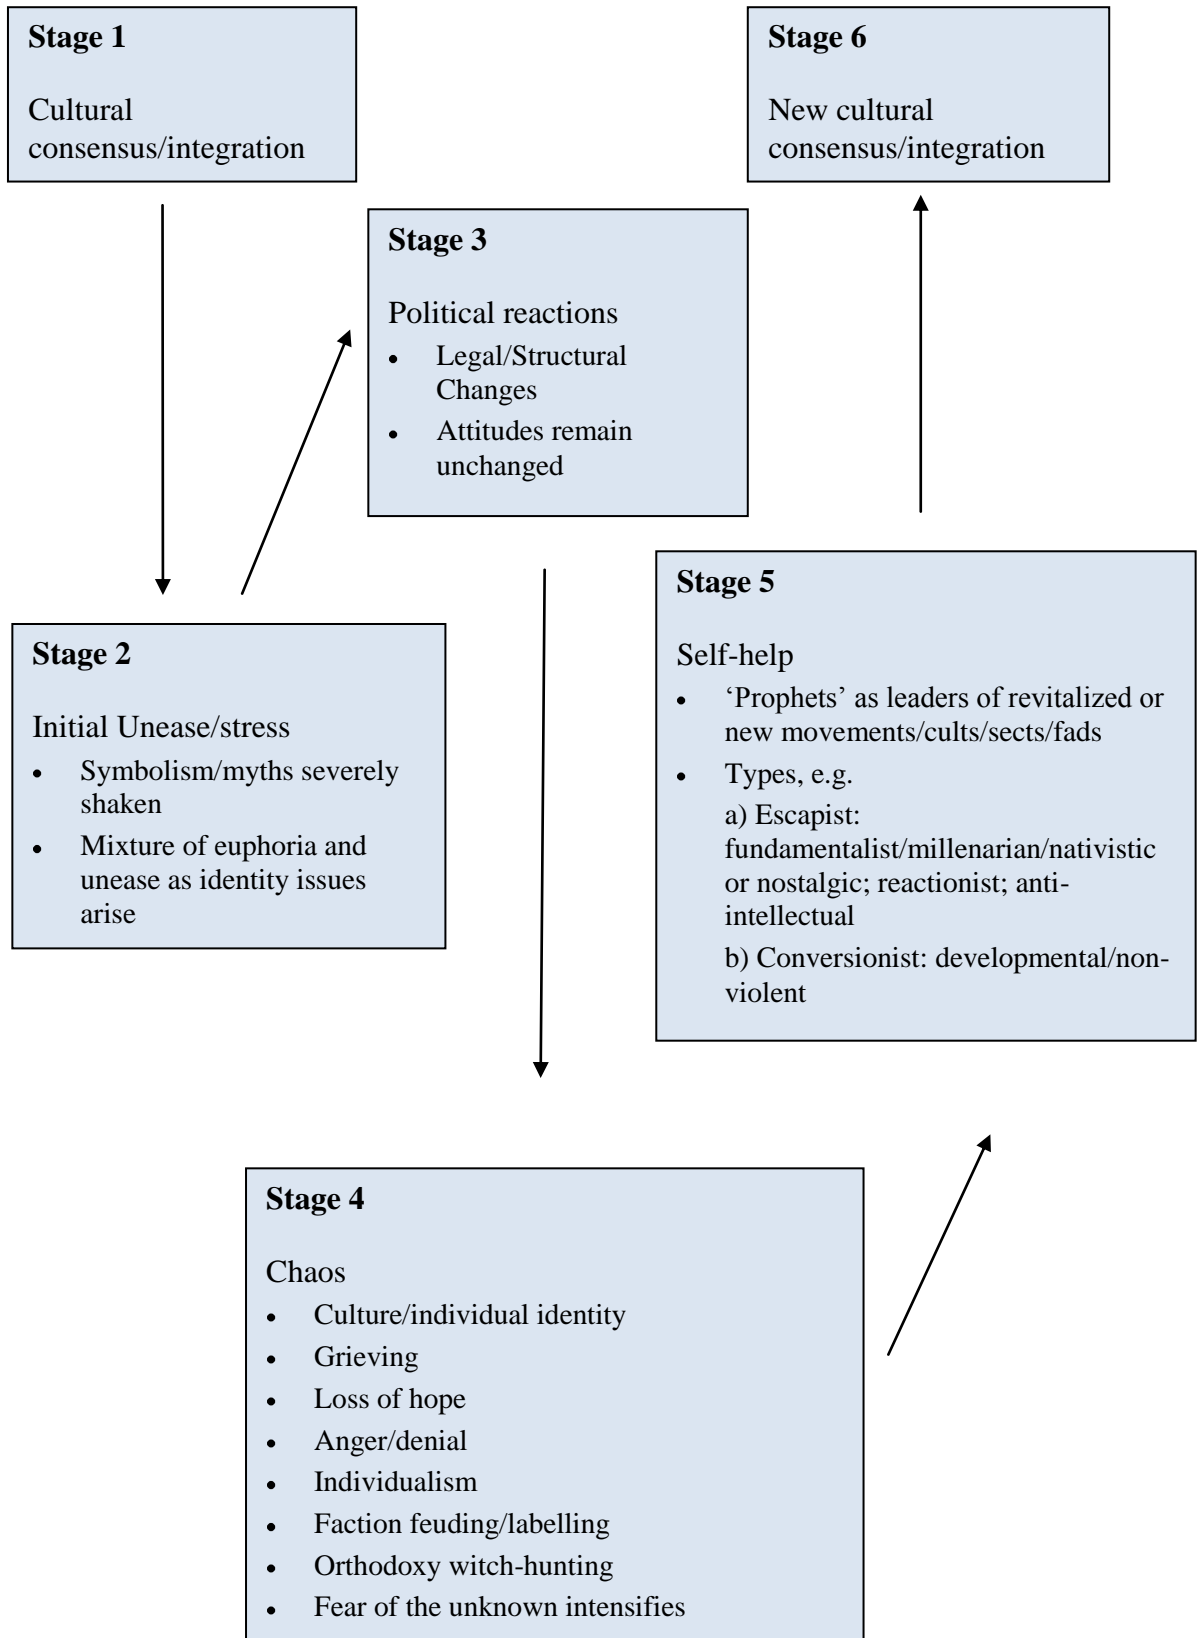 Stage 1
Cultural
consensus/integration
Stage 6
New cultural
consensus/integration
Stage 3
Political reactions
• Legal/Structural
Changes
• Attitudes remain
unchanged
Stage 2
Initial Unease/stress
• Symbolism/myths severely
shaken
• Mixture of euphoria and
unease as identity issues
arise
Stage 5
Self-help
• ‘Prophets’ as leaders of revitalized or
new movements/cults/sects/fads
• Types, e.g.
a) Escapist:
fundamentalist/millenarian/nativistic
or nostalgic; reactionist; anti-
intellectual
b) Conversionist: developmental/non-
violent
Stage 4
Chaos
• Culture/individual identity
• Grieving
• Loss of hope
• Anger/denial
• Individualism
• Faction feuding/labelling
• Orthodoxy witch-hunting
• Fear of the unknown intensifies